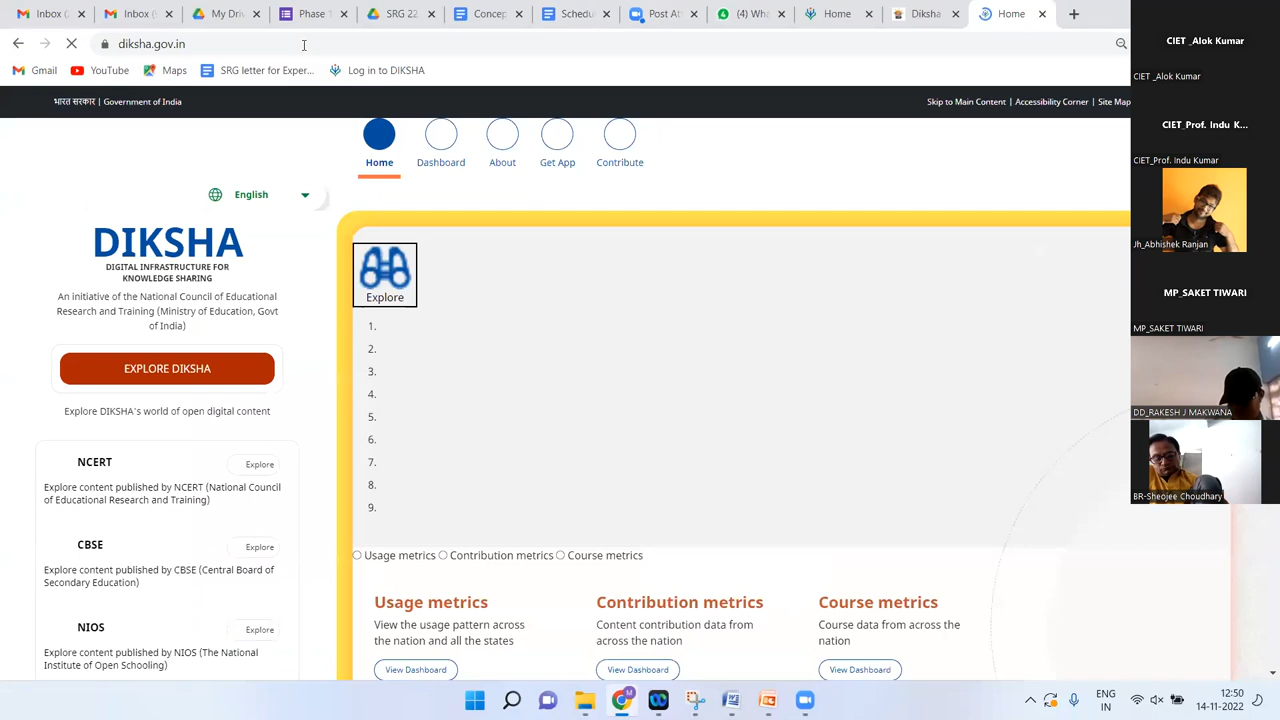 Inbox (
Inbox (
My Driv
Phase 1
SRG 22
Concep
Schedu
Post At
(4) Wha
Home
Diksha
Home
diksha.gov.in
Gmail
YouTube
Maps
SRG letter for Exper...
Log in to DIKSHA
भारत सरकार | Government of India
Skip to Main Content | Accessibility Corner | Site Map
Home
Dashboard
About
Get App
Contribute
English
DIKSHA
DIGITAL INFRASTRUCTURE FOR
KNOWLEDGE SHARING
An initiative of the National Council of Educational
Research and Training (Ministry of Education, Govt
of India)
EXPLORE DIKSHA
Explore DIKSHA's world of open digital content
NCERT
Explore
Explore content published by NCERT (National Council
of Educational Research and Training)
CBSE
Explore
Explore content published by CBSE (Central Board of
Secondary Education)
NIOS
Explore
Explore content published by NIOS (The National
Institute of Open Schooling)
Explore
1.
2.
3.
4.
5.
6.
7.
8.
9.
Usage metrics
Contribution metrics
Course metrics
Usage metrics
View the usage pattern across
the nation and all the states
View Dashboard
Contribution metrics
Content contribution data from
across the nation
View Dashboard
Course metrics
Course data from across the
nation
View Dashboard
CIET _Alok Kumar
CIET _Alok Kumar
CIET_Prof. Indu K...
CIET_Prof. Indu Kumar
Jh_Abhishek Ranjan
MP_SAKET TIWARI
MP_SAKET TIWARI
DD_RAKESH J MAKWANA
BR-Sheojee Choudhary
ENG
IN
12:50
14-11-2022